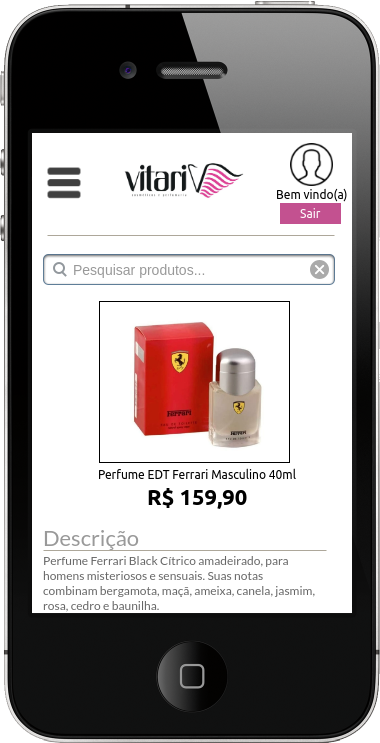 vitari
Bem vindo(a)
Sair
Pesquisar produtos...
Ferrari
Perfume EDT Ferrari Masculino 40ml
R$ 159,90
Descrição
Perfume Ferrari Black Cítrico amadeirado, para
homens misteriosos e sensuais. Suas notas
combinam bergamota, maçã, ameixa, canela, jasmim,
rosa, cedro e baunilha.